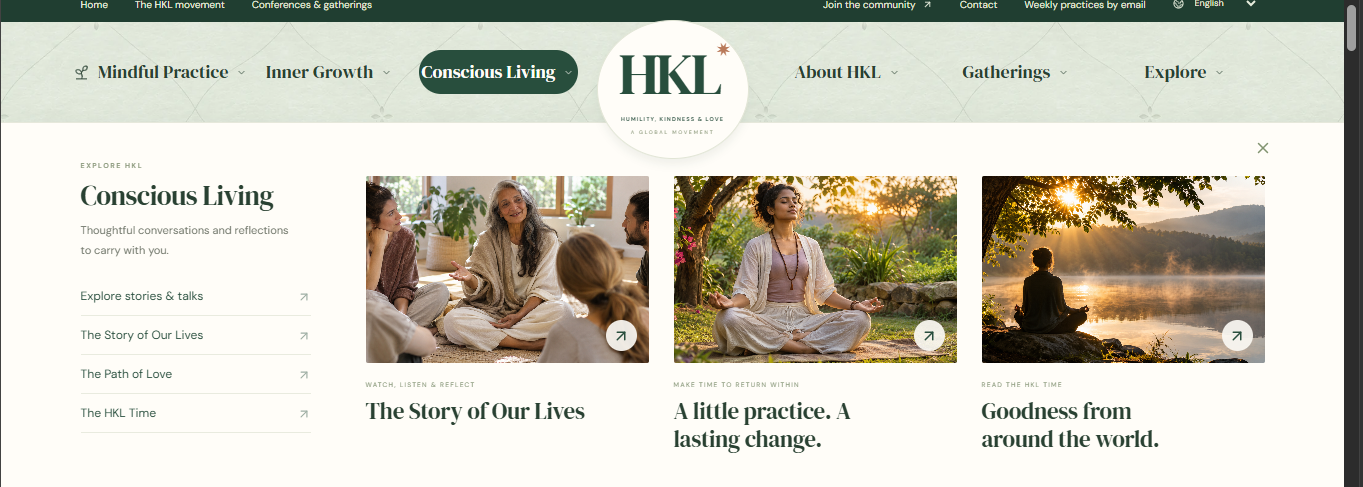 Home The HKL movement Conferences & gatherings Join the community Contact Weekly practices by email English
Mindful Practice Inner Growth Conscious Living About HKL Gatherings Explore
HKL
HUMILITY, KINDNESS & LOVE
A GLOBAL MOVEMENT
EXPLORE HKL
Conscious Living
Thoughtful conversations and reflections
to carry with you.
Explore stories & talks
The Story of Our Lives
The Path of Love
The HKL Time
WATCH, LISTEN & REFLECT
The Story of Our Lives
MAKE TIME TO RETURN WITHIN
A little practice. A
lasting change.
READ THE HKL TIME
Goodness from
around the world.